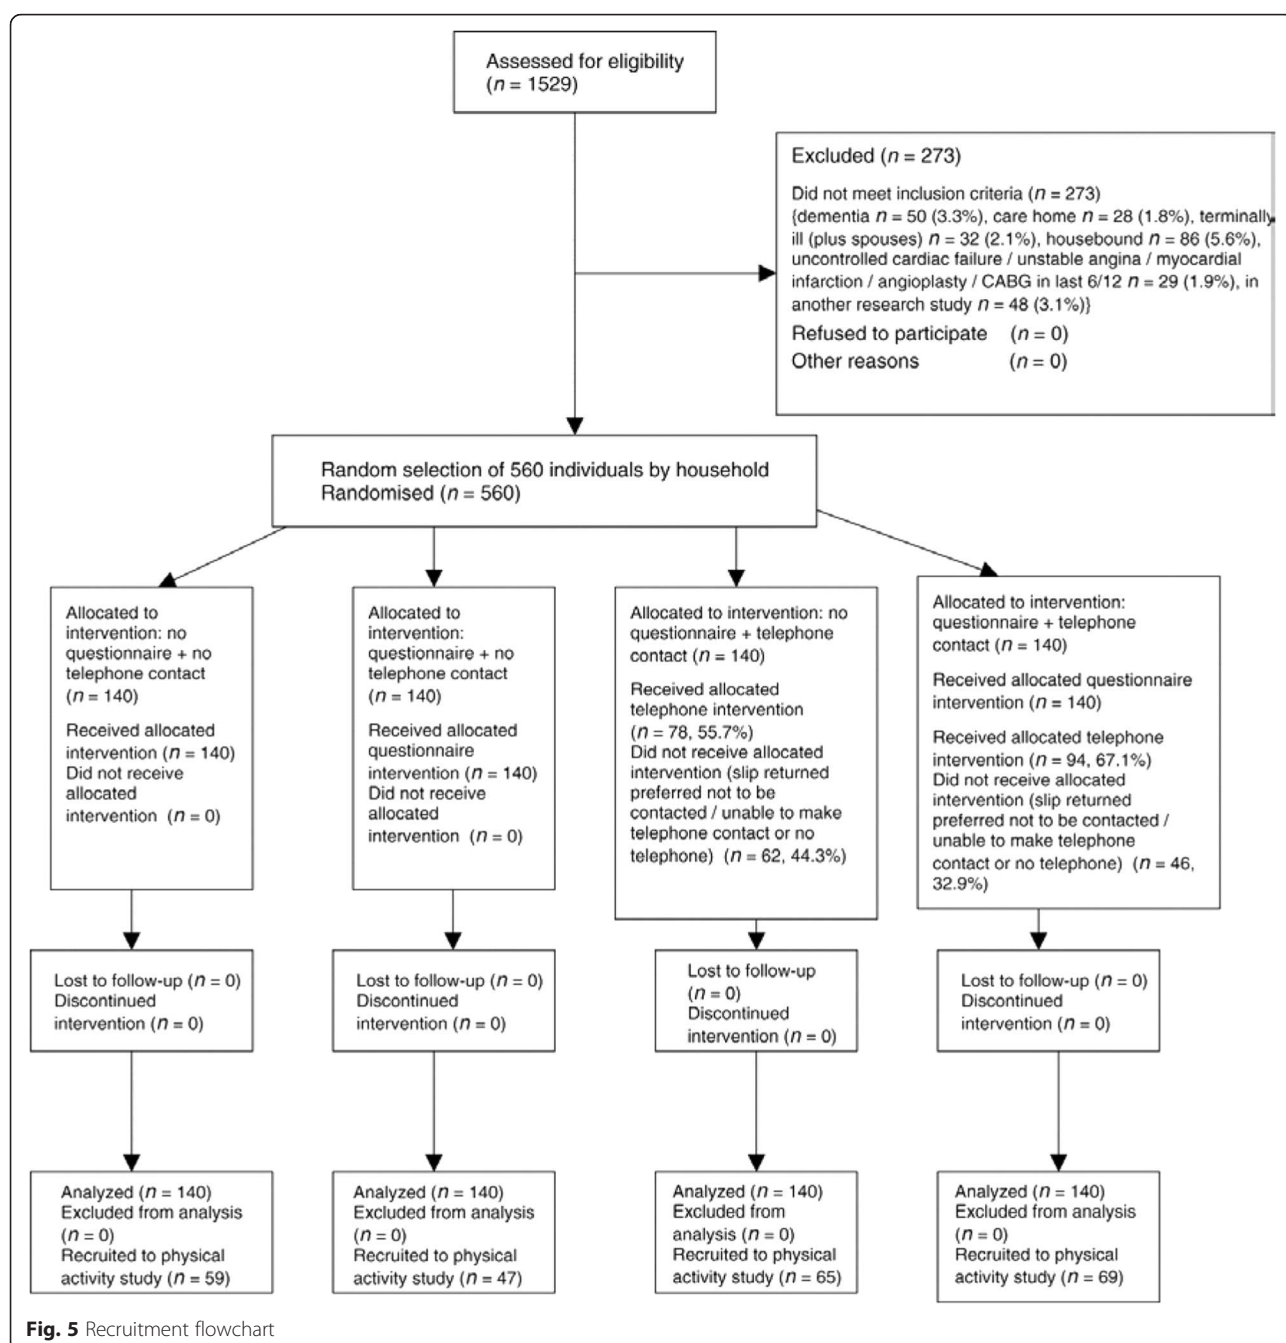 Assessed for eligibility
(n = 1529)
Excluded (n = 273)
Did not meet inclusion criteria (n = 273)
{dementia n = 50 (3.3%), care home n = 28 (1.8%), terminally
ill (plus spouses) n = 32 (2.1%), housebound n = 86 (5.6%),
uncontrolled cardiac failure / unstable angina / myocardial
infarction / angioplasty / CABG in last 6/12 n = 29 (1.9%), in
another research study n = 48 (3.1%)}
Refused to participate (n = 0)
Other reasons (n = 0)
Random selection of 560 individuals by household
Randomised (n = 560)
Allocated to
intervention: no
questionnaire + no
telephone contact
(n = 140)
Received allocated
intervention (n = 140)
Did not receive
allocated
intervention (n = 0)
Allocated to
intervention:
questionnaire + no
telephone contact
(n = 140)
Received allocated
questionnaire
intervention (n = 140)
Did not receive
allocated
intervention (n = 0)
Allocated to intervention: no
questionnaire + telephone
contact (n = 140)
Received allocated
telephone intervention
(n = 78, 55.7%)
Did not receive allocated
intervention (slip returned
preferred not to be
contacted / unable to make
telephone contact or no
telephone) (n = 62, 44.3%)
Allocated to intervention:
questionnaire + telephone
contact (n = 140)
Received allocated questionnaire
intervention (n = 140)
Received allocated telephone
intervention (n = 94, 67.1%)
Did not receive allocated
intervention (slip returned
preferred not to be contacted /
unable to make telephone
contact or no telephone) (n = 46,
32.9%)
Lost to follow-up (n = 0)
Discontinued
intervention (n = 0)
Lost to follow-up (n = 0)
Discontinued
intervention (n = 0)
Lost to follow-up
(n = 0)
Discontinued
intervention (n = 0)
Lost to follow-up (n = 0)
Discontinued
intervention (n = 0)
Analyzed (n = 140)
Excluded from analysis
(n = 0)
Recruited to physical
activity study (n = 59)
Analyzed (n = 140)
Excluded from analysis
(n = 0)
Recruited to physical
activity study (n = 47)
Analyzed (n = 140)
Excluded from
analysis (n = 0)
Recruited to physical
activity study (n = 65)
Analyzed (n = 140)
Excluded from analysis
(n = 0)
Recruited to physical
activity study (n = 69)
Fig. 5 Recruitment flowchart